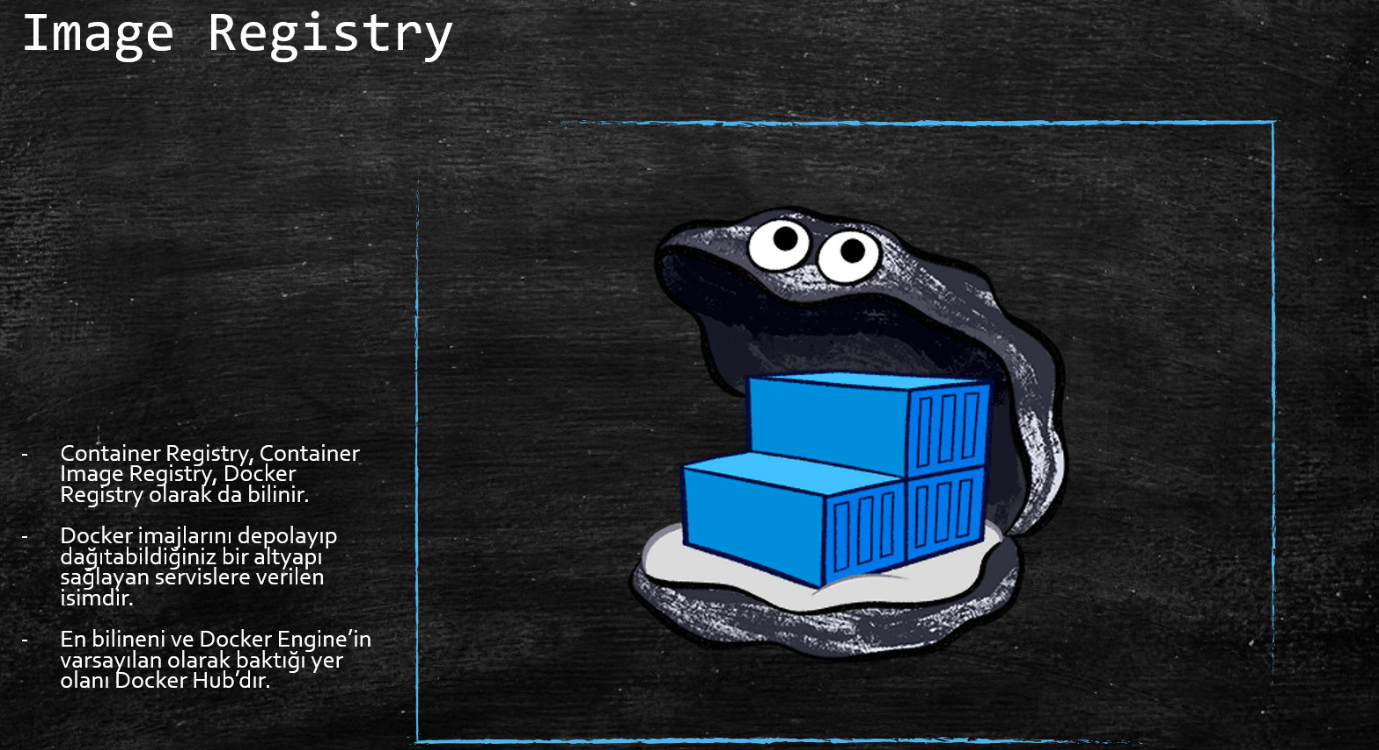 Image Registry
- Container Registry, Container
Image Registry, Docker
Registry olarak da bilinir.
- Docker imajlarını depolayıp
dağıtabildiğiniz bir altyapı
sağlayan servislere verilen
isimdir.
- En bilineni ve Docker Engine’in
varsayılan olarak baktığı yer
olanı Docker Hub’dır.